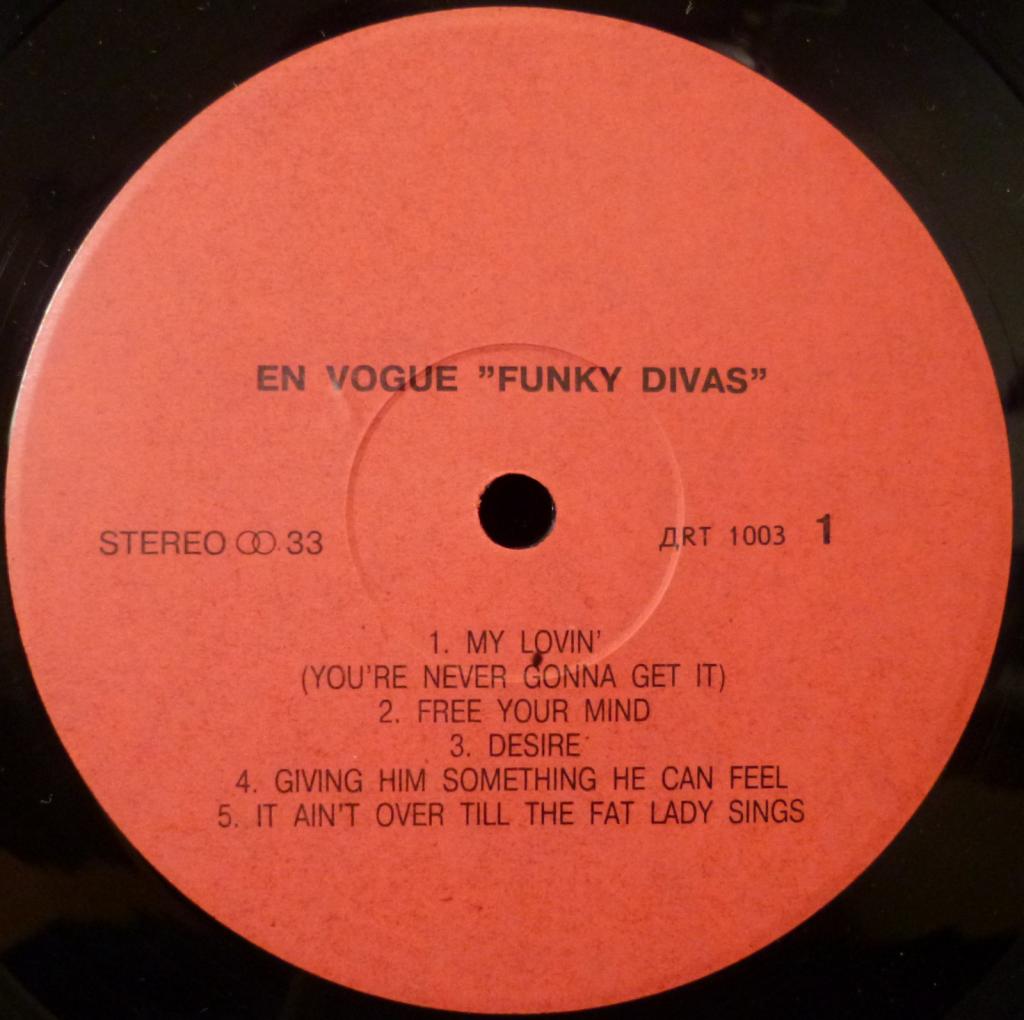 EN VOGUE ”FUNKY DIVAS”
STEREO ꝏ 33
ДRT 1003 1
1. MY LOVIN'
(YOU'RE NEVER GONNA GET IT)
2. FREE YOUR MIND
3. DESIRE
4. GIVING HIM SOMETHING HE CAN FEEL
5. IT AIN'T OVER TILL THE FAT LADY SINGS